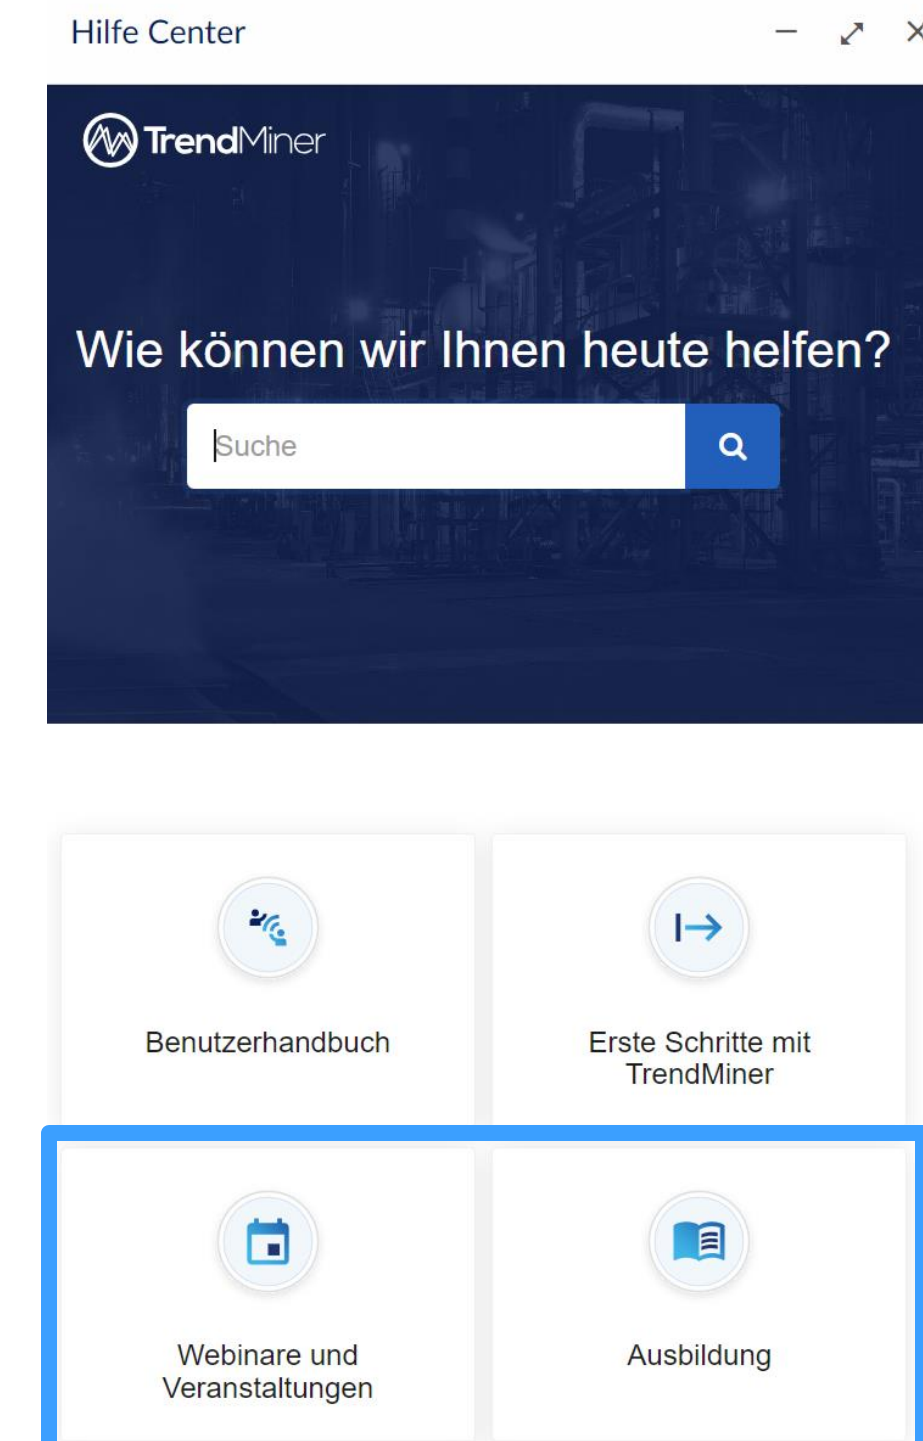 Hilfe Center
TrendMiner
Wie können wir Ihnen heute helfen?
Suche
Benutzerhandbuch
Erste Schritte mit
TrendMiner
Webinare und
Veranstaltungen
Ausbildung